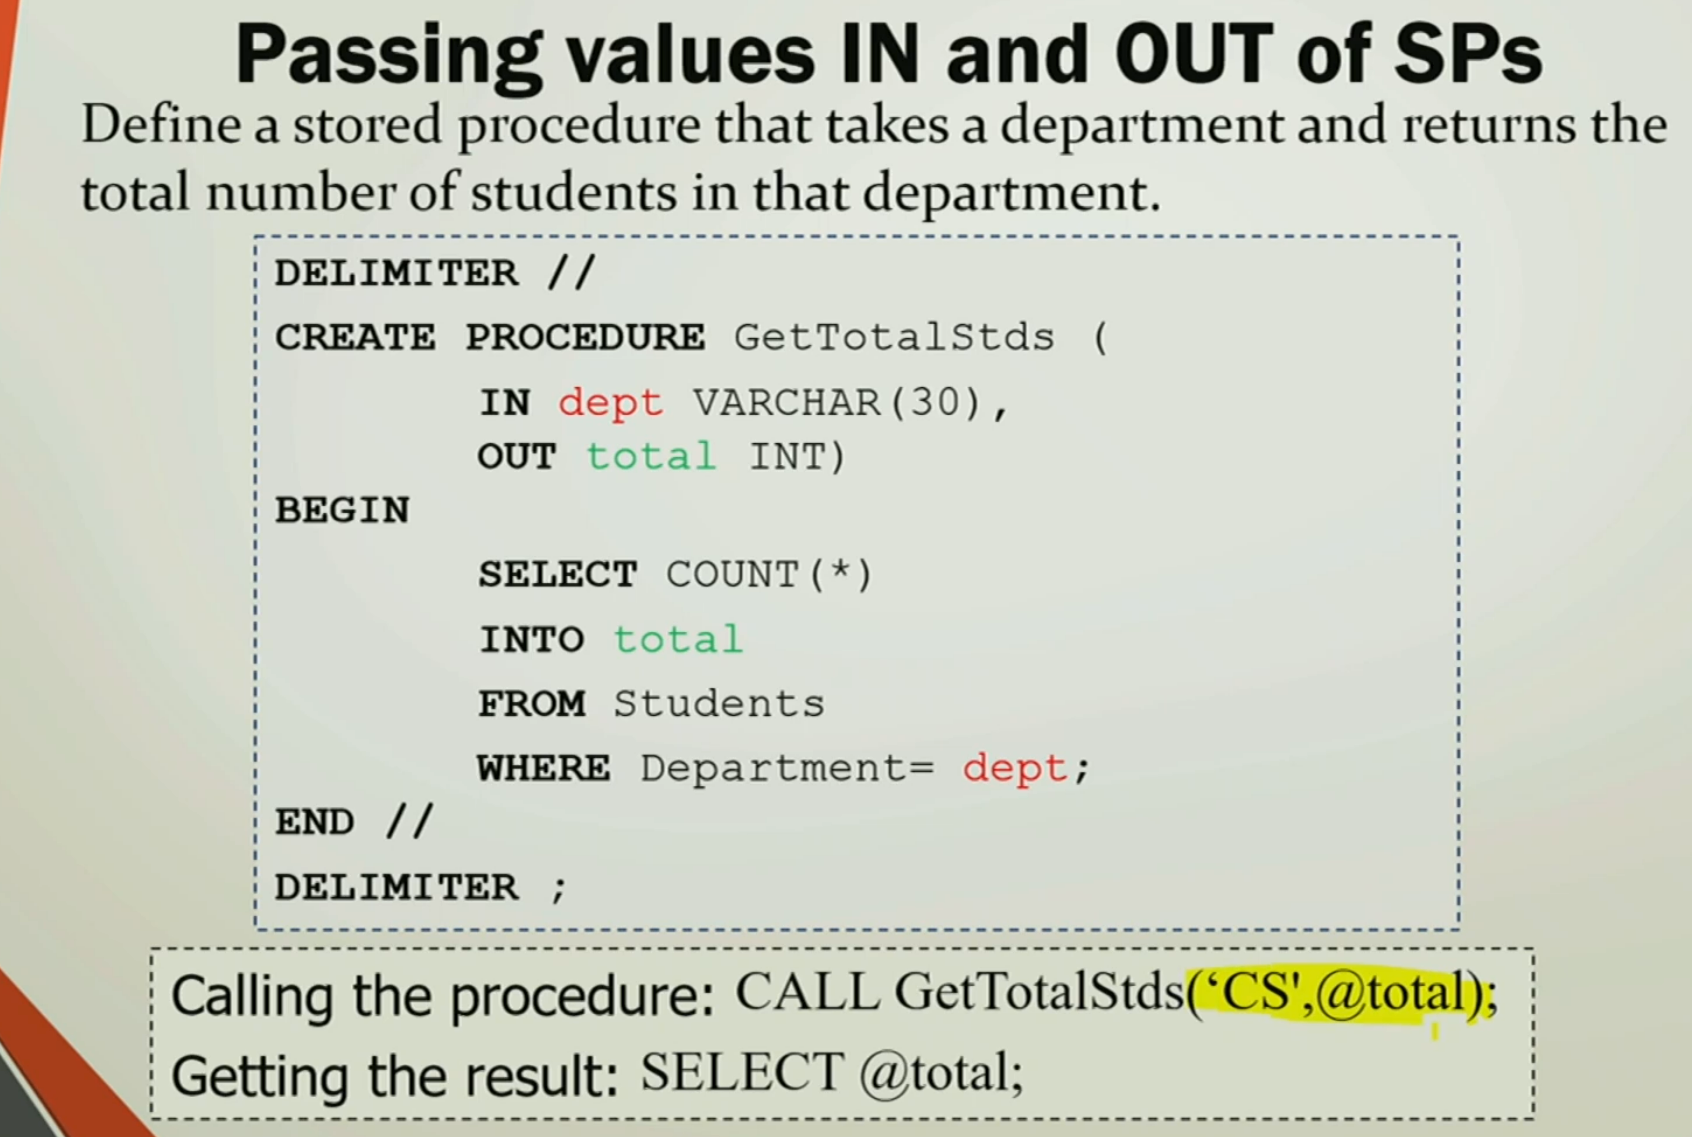 Passing values IN and OUT of SPs
Define a stored procedure that takes a department and returns the
total number of students in that department.
DELIMITER //
CREATE PROCEDURE GetTotalStds (
IN dept VARCHAR(30),
OUT total INT)
BEGIN
SELECT COUNT(*)
INTO total
FROM Students
WHERE Department= dept;
END //
DELIMITER ;
Calling the procedure: CALL GetTotalStds(‘CS',@total);
Getting the result: SELECT @total;